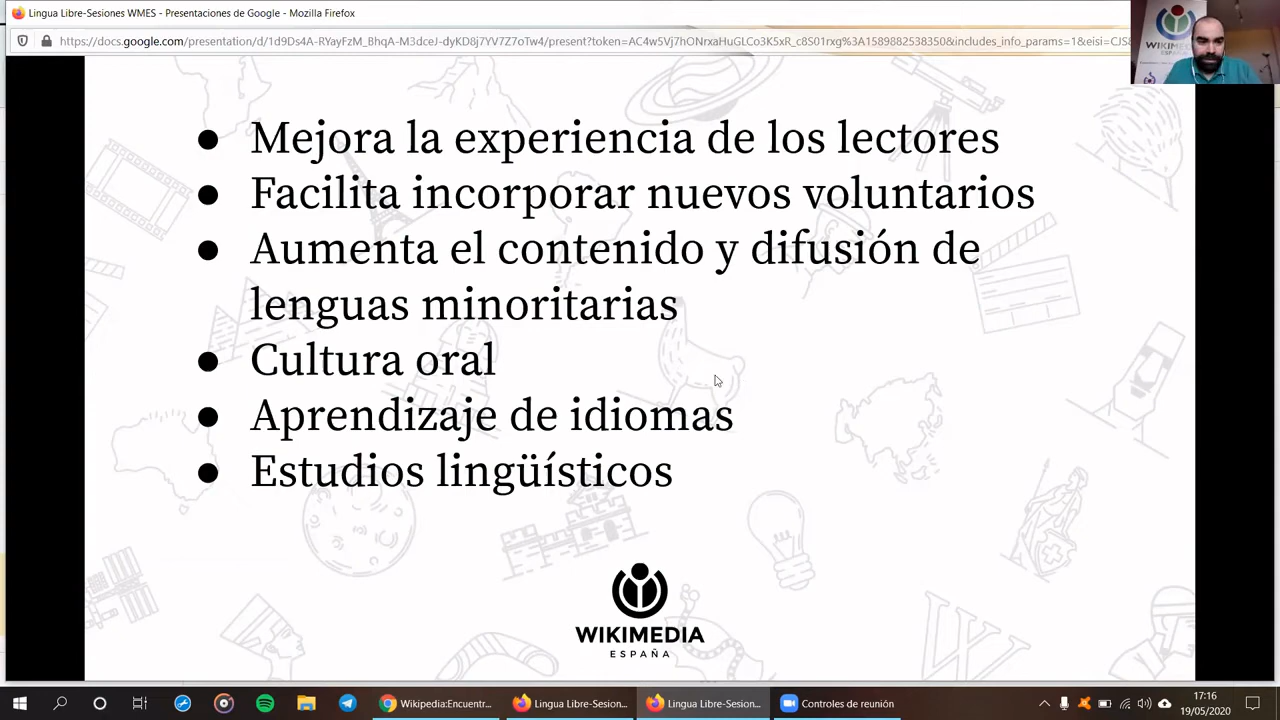 Lingua Libre-Sesiones WMES - Presentaciones de Google - Mozilla Firefox
WIKIMEDIA
ESPAÑA
● Mejora la experiencia de los lectores
● Facilita incorporar nuevos voluntarios
● Aumenta el contenido y difusión de
lenguas minoritarias
● Cultura oral
● Aprendizaje de idiomas
● Estudios lingüísticos
WIKIMEDIA
ESPAÑA
Wikipedia:Encuentr...
Lingua Libre-Sesion...
Lingua Libre-Sesion...
Controles de reunión
17:16
19/05/2020